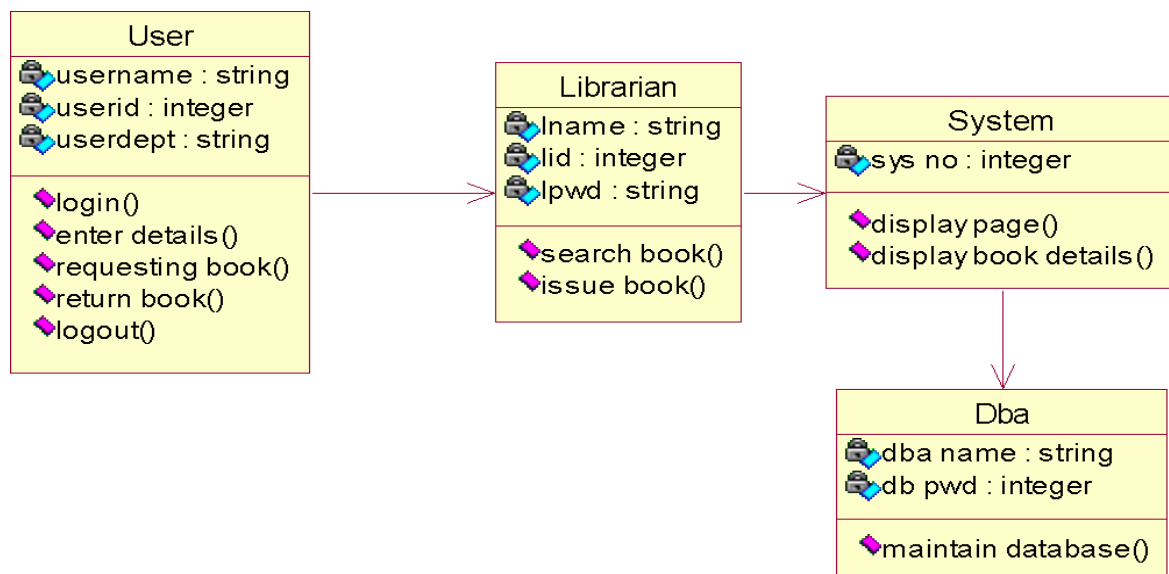 User
username : string
userid : integer
userdept : string
login()
enter details()
requesting book()
return book()
logout()
Librarian
lname : string
lid : integer
lpwd : string
search book()
issue book()
System
sys no : integer
display page()
display book details()
Dba
dba name : string
db pwd : integer
maintain database()